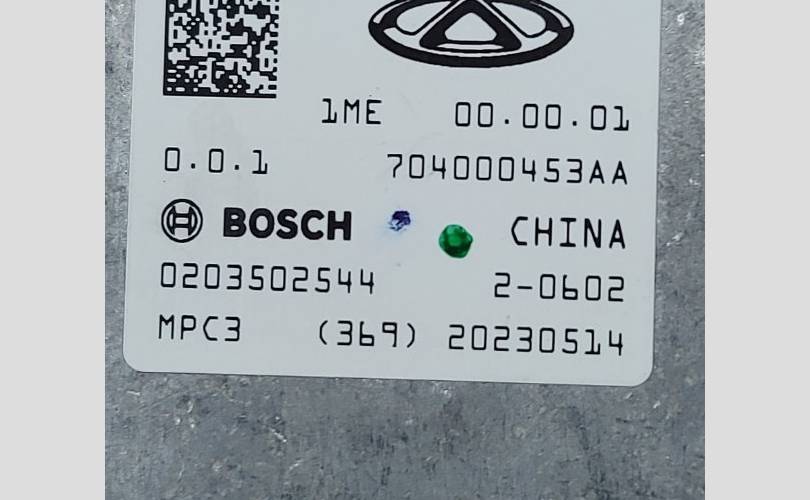 1ME 00.00.01
0.0.1 704000453AA
BOSCH CHINA
0203502544 2-0602
MPC3 (369) 20230514